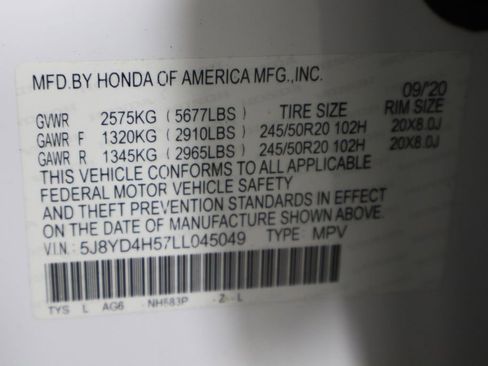 MFD.BY HONDA OF AMERICA MFG.,INC. 09/'20
GVWR 2575KG (5677LBS) TIRE SIZE RIM SIZE
GAWR F 1320KG (2910LBS) 245/50R20 102H 20X8.0J
GAWR R 1345KG (2965LBS) 245/50R20 102H 20X8.0J
THIS VEHICLE CONFORMS TO ALL APPLICABLE
FEDERAL MOTOR VEHICLE SAFETY
AND THEFT PREVENTION STANDARDS IN EFFECT
ON THE DATE OF MANUFACTURE SHOWN ABOVE.
V.I.N.: 5J8YD4H57LL045049 TYPE: MPV
TYS L AG6 NH883P Z L